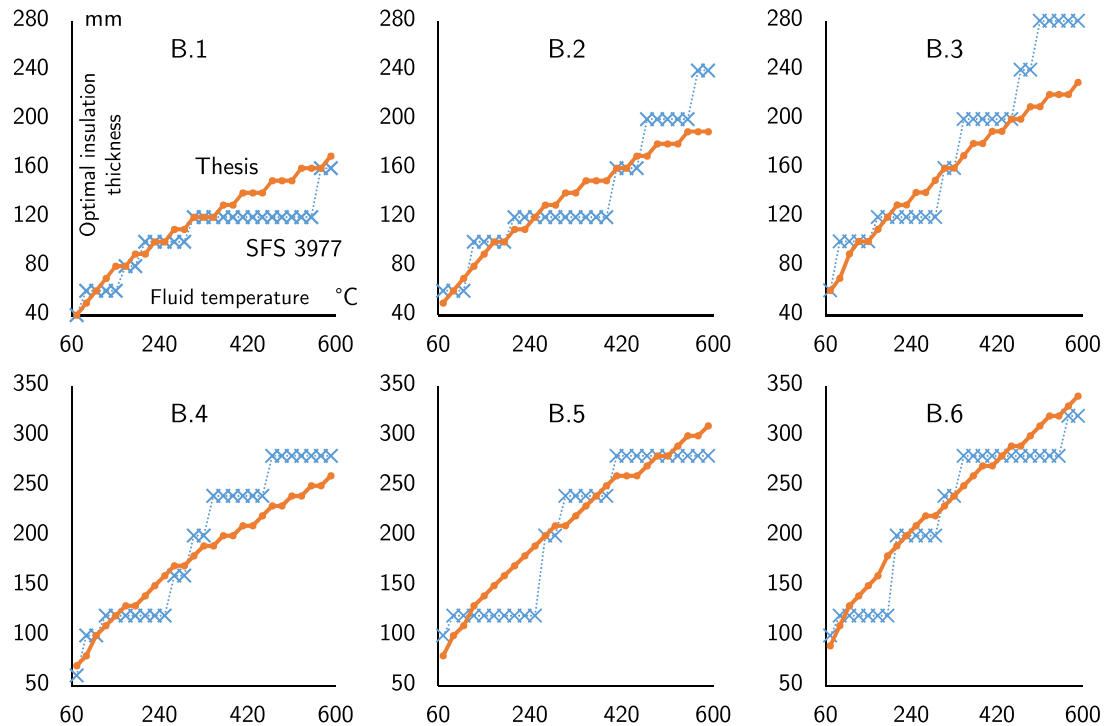 280 mm B.1
240
200
160
120
80
40
Optimal insulation
thickness
Thesis
SFS 3977
Fluid temperature °C
60 240 420 600
280 B.2
240
200
160
120
80
40
60 240 420 600
280 B.3
240
200
160
120
80
40
60 240 420 600
350 B.4
300
250
200
150
100
50
60 240 420 600
350 B.5
300
250
200
150
100
50
60 240 420 600
350 B.6
300
250
200
150
100
50
60 240 420 600